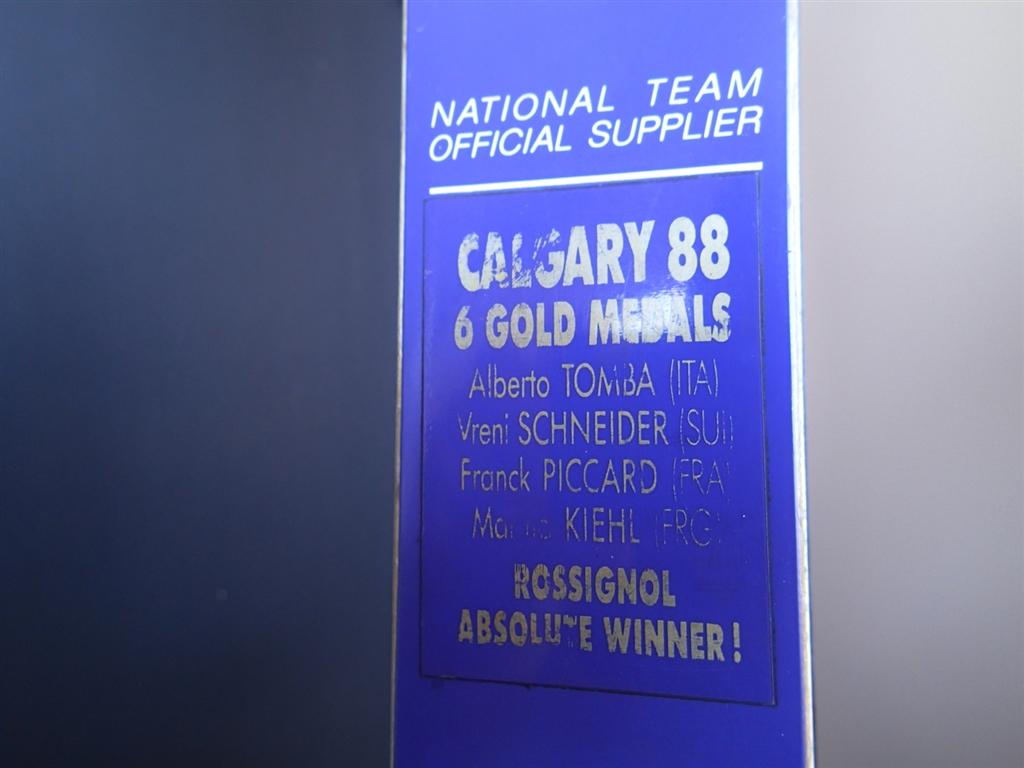 NATIONAL TEAM
OFFICIAL SUPPLIER
CALGARY 88
6 GOLD MEDALS
Alberto TOMBA (ITA)
Vreni SCHNEIDER (SUI)
Franck PICCARD (FRA)
KIEHL (FRG)
ROSSIGNOL
ABSOLUTE WINNER!